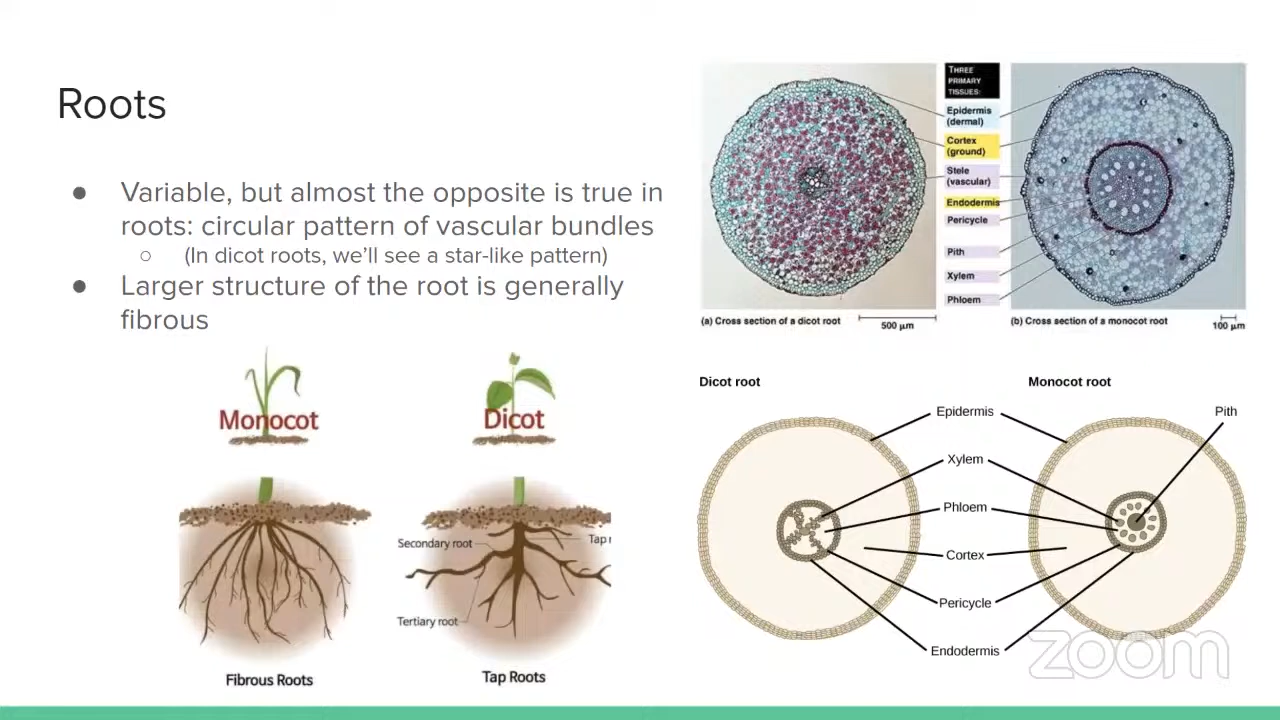 Roots
● Variable, but almost the opposite is true in
roots: circular pattern of vascular bundles
○ (In dicot roots, we'll see a star-like pattern)
● Larger structure of the root is generally
fibrous
Monocot
Dicot
Secondary root
Tap r
Tertiary root
Fibrous Roots
Tap Roots
THREE
PRIMARY
TISSUES:
Epidermis
(dermal)
Cortex
(ground)
Stele
(vascular)
Endodermis
Pericycle
Pith
Xylem
Phloem
(a) Cross section of a dicot root
500 μm
(b) Cross section of a monocot root
100 μm
Dicot root
Monocot root
Epidermis
Pith
Xylem
Phloem
Cortex
Pericycle
Endodermis
zoom